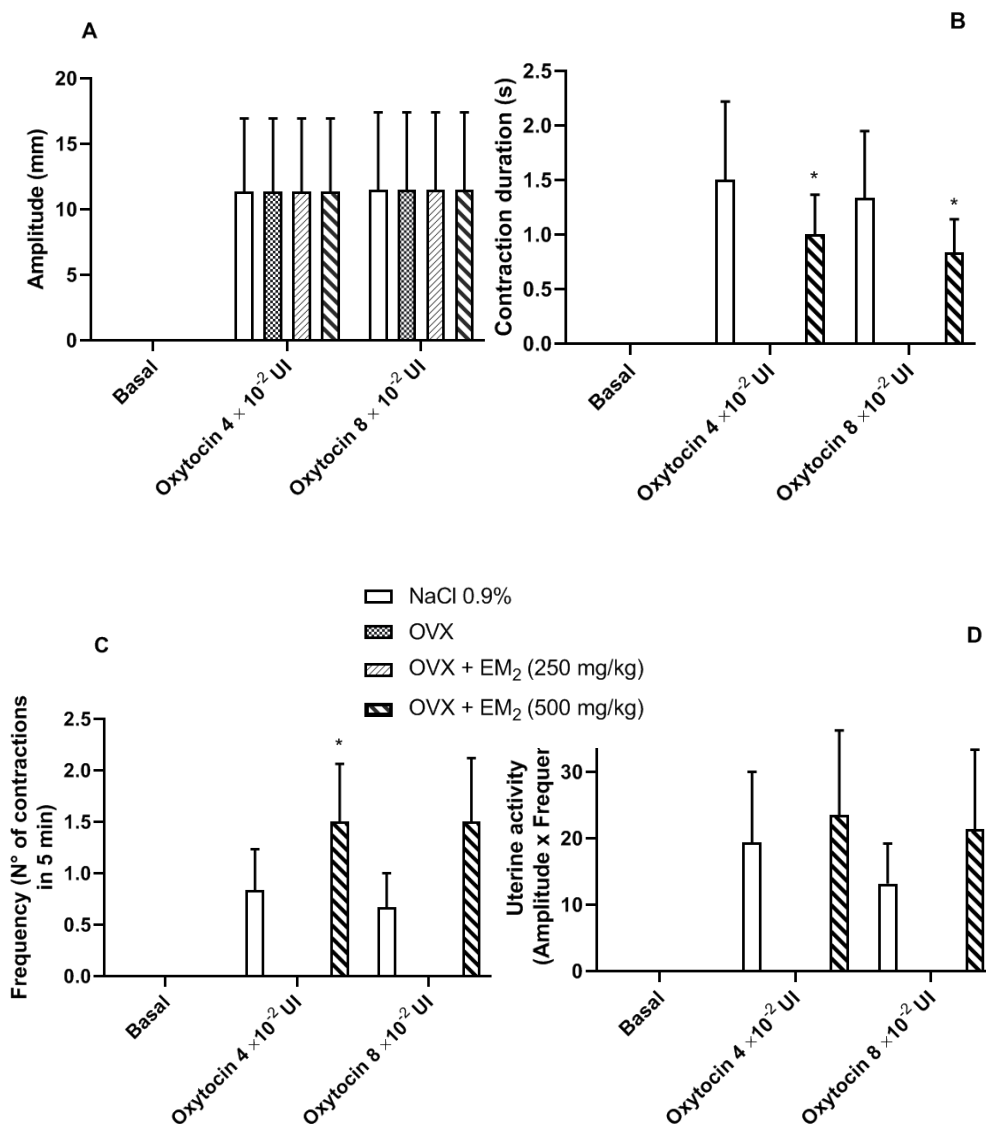 A
20
15
10
5
0
Amplitude (mm)
Basal
Oxytocin 4 × 10⁻² UI
Oxytocin 8 × 10⁻² UI
B
2.5
2.0
1.5
1.0
0.5
0.0
Contraction duration (s)
*
*
Basal
Oxytocin 4 × 10⁻² UI
Oxytocin 8 × 10⁻² UI
NaCl 0.9%
OVX
OVX + EM₂ (250 mg/kg)
OVX + EM₂ (500 mg/kg)
C
2.5
2.0
1.5
1.0
0.5
0.0
Frequency (N° of contractions
in 5 min)
*
Basal
Oxytocin 4 ×10⁻² UI
Oxytocin 8 ×10⁻² UI
D
30
20
10
0
Uterine activity
(Amplitude x Frequer
Basal
Oxytocin 4 ×10⁻² UI
Oxytocin 8 ×10⁻² UI